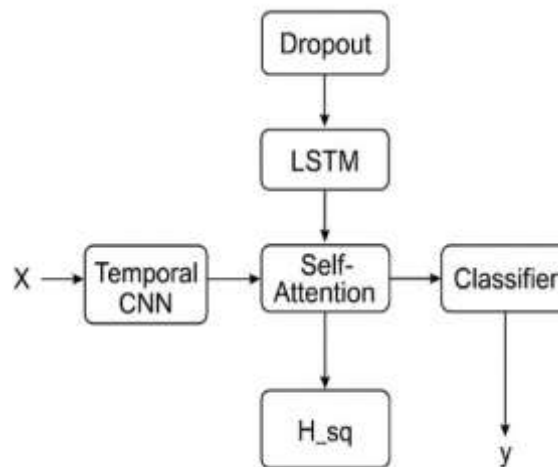 Dropout
LSTM
X
Temporal
CNN
Self-
Attention
Classifier
H_sq
y